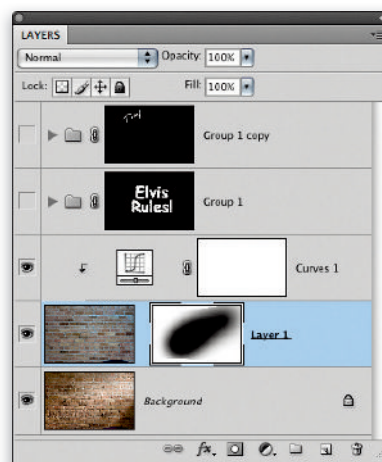 LAYERS
Normal Opacity: 100%
Lock: Fill: 100%
Group 1 copy
Elvis
Rules!
Group 1
Curves 1
Layer 1
Background
fx.